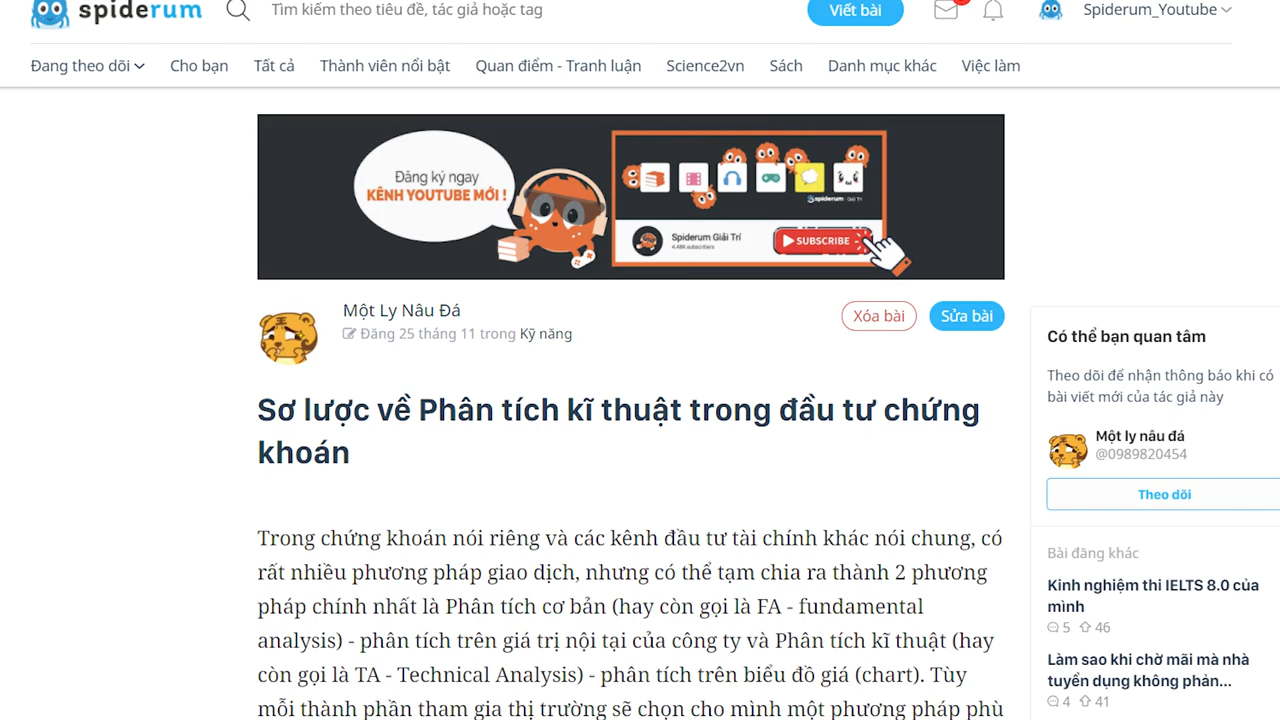 spiderum
Tìm kiếm theo tiêu đề, tác giả hoặc tag
Viết bài
Spiderum_Youtube
Đang theo dõi
Cho bạn
Tất cả
Thành viên nổi bật
Quan điểm - Tranh luận
Science2vn
Sách
Danh mục khác
Việc làm
Đăng ký ngay
KÊNH YOUTUBE MỚI !
spiderum Giải Trí
Spiderum Giải Trí
4.48K subscribers
SUBSCRIBE
Một Ly Nâu Đá
Đăng 25 tháng 11 trong Kỹ năng
Xóa bài
Sửa bài
Sơ lược về Phân tích kĩ thuật trong đầu tư chứng
khoán
Trong chứng khoán nói riêng và các kênh đầu tư tài chính khác nói chung, có
rất nhiều phương pháp giao dịch, nhưng có thể tạm chia ra thành 2 phương
pháp chính nhất là Phân tích cơ bản (hay còn gọi là FA - fundamental
analysis) - phân tích trên giá trị nội tại của công ty và Phân tích kĩ thuật (hay
còn gọi là TA - Technical Analysis) - phân tích trên biểu đồ giá (chart). Tùy
mỗi thành phần tham gia thị trường sẽ chọn cho mình một phương pháp phù
Có thể bạn quan tâm
Theo dõi để nhận thông báo khi có
bài viết mới của tác giả này
Một ly nâu đá
@0989820454
Theo dõi
Bài đăng khác
Kinh nghiệm thi IELTS 8.0 của
mình
5 46
Làm sao khi chờ mãi mà nhà
tuyển dụng không phản...
4 41